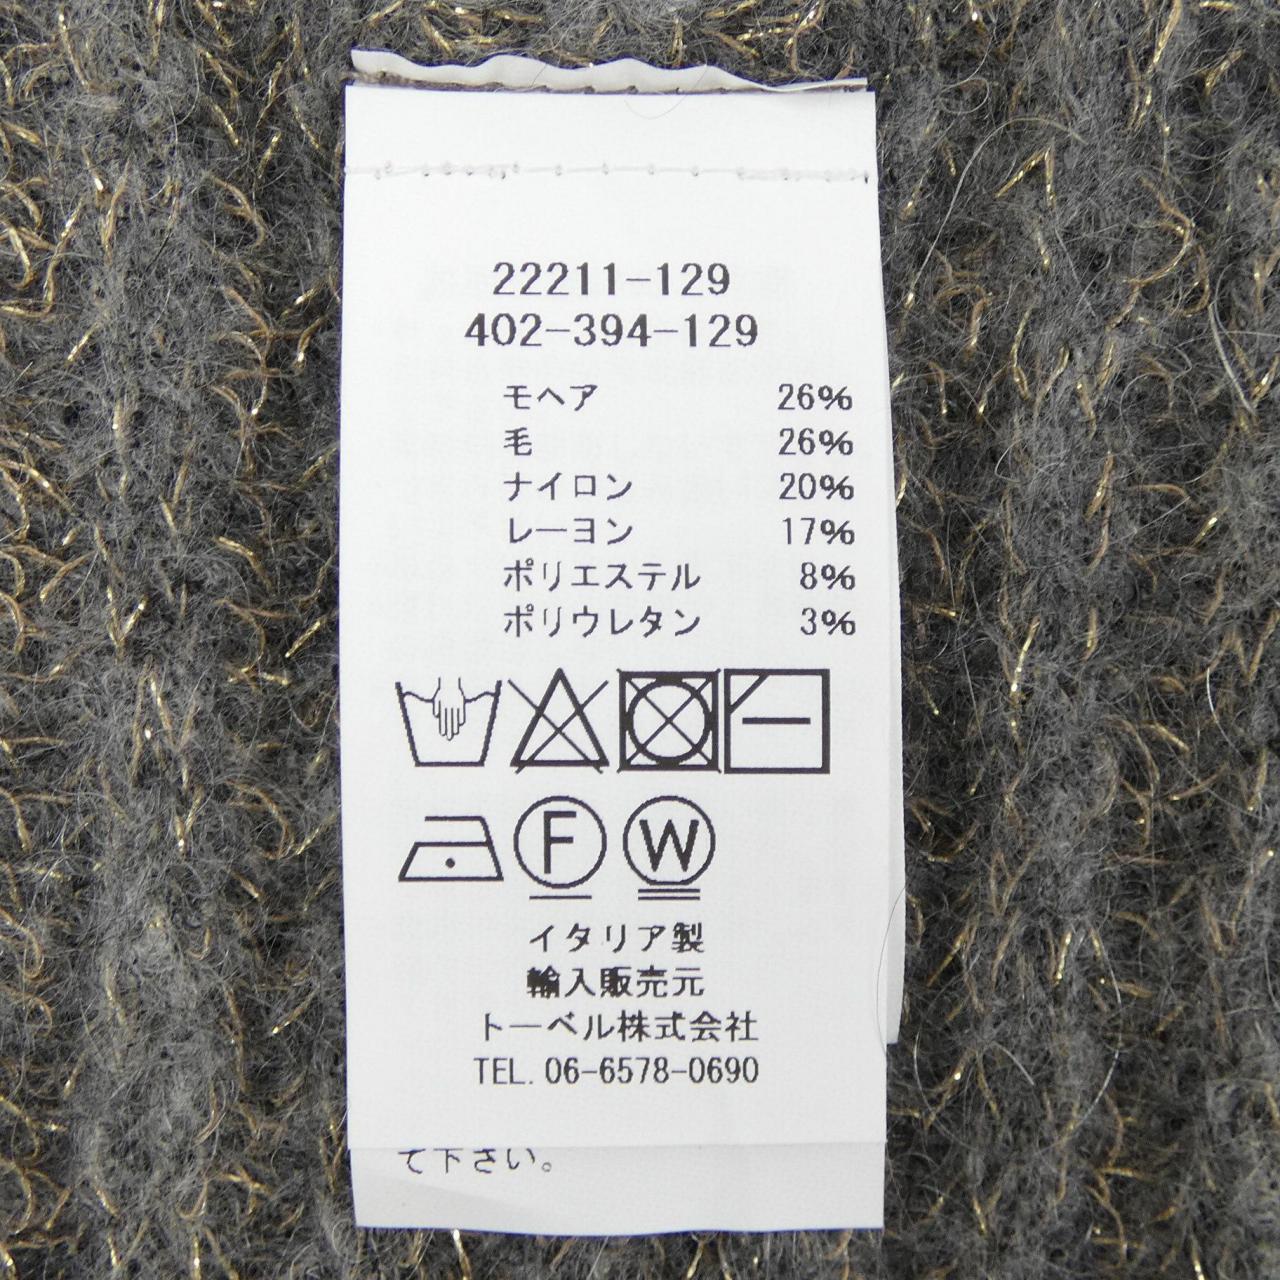 22211-129
402-394-129
モヘア 26%
毛 26%
ナイロン 20%
レーヨン 17%
ポリエステル 8%
ポリウレタン 3%
F W
イタリア製
輸入販売元
トーベル株式会社
TEL. 06-6578-0690
て下さい。